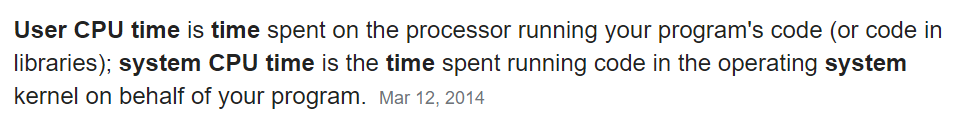 User CPU time is time spent on the processor running your program's code (or code in
libraries); system CPU time is the time spent running code in the operating system
kernel on behalf of your program. Mar 12, 2014